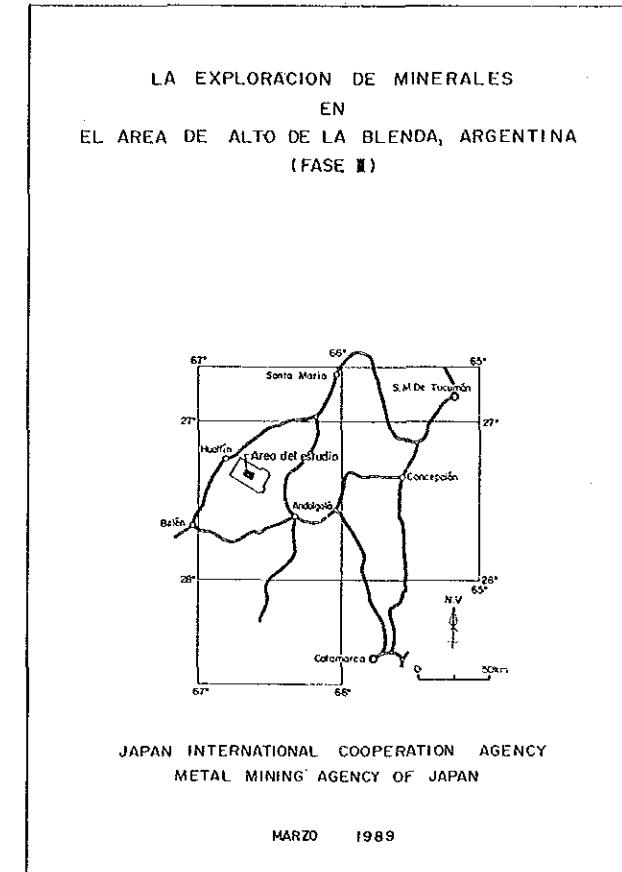 LA EXPLORACION DE MINERALES
EN
EL AREA DE ALTO DE LA BLENDA, ARGENTINA
(FASE II)
67° 66° 65°
Santa Maria
S.M.De Tucumán
27° 27°
Hualfin
Area del estudio
Concepción
Andalgalá
Belén
28° 28°
65°
N.V
Catamarca
0 50km
67° 66°
JAPAN INTERNATIONAL COOPERATION AGENCY
METAL MINING AGENCY OF JAPAN
MARZO 1989